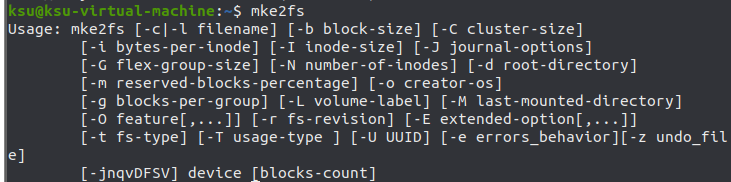 ksu@ksu-virtual-machine:~$ mke2fs
Usage: mke2fs [-c|-l filename] [-b block-size] [-C cluster-size]
[-i bytes-per-inode] [-I inode-size] [-J journal-options]
[-G flex-group-size] [-N number-of-inodes] [-d root-directory]
[-m reserved-blocks-percentage] [-o creator-os]
[-g blocks-per-group] [-L volume-label] [-M last-mounted-directory]
[-O feature[,...]] [-r fs-revision] [-E extended-option[,...]]
[-t fs-type] [-T usage-type ] [-U UUID] [-e errors_behavior][-z undo_fil
e]
[-jnqvDFSV] device [blocks-count]